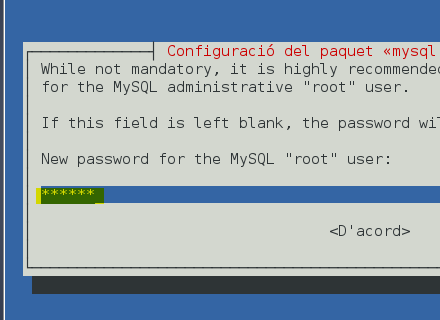 Configuració del paquet «mysql
While not mandatory, it is highly recommended
for the MySQL administrative "root" user.
If this field is left blank, the password wil
New password for the MySQL "root" user:
******
<D'acord>